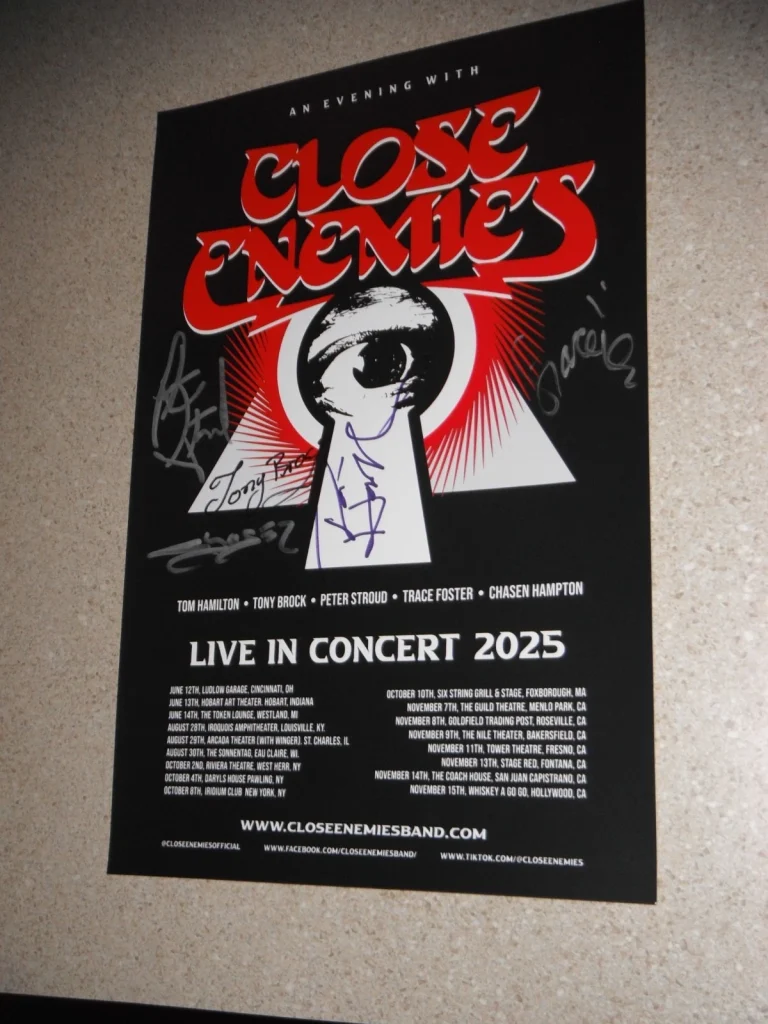 AN EVENING WITH
CLOSE
ENEMIES
Tony Brock
TOM HAMILTON • TONY BROCK • PETER STROUD • TRACE FOSTER • CHASEN HAMPTON
LIVE IN CONCERT 2025
JUNE 12TH, LUDLOW GARAGE, CINCINNATI, OH
JUNE 13TH, HOBART ART THEATER. HOBART, INDIANA
JUNE 14TH, THE TOKEN LOUNGE, WESTLAND, MI
AUGUST 28TH, IROQUOIS AMPHITHEATER, LOUISVILLE, KY.
AUGUST 29TH, ARCADA THEATER (WITH WINGER). ST. CHARLES, IL
AUGUST 30TH, THE SONNENTAG, EAU CLAIRE, WI.
OCTOBER 2ND, RIVIERA THEATRE, WEST HERR, NY
OCTOBER 4TH, DARYLS HOUSE PAWLING, NY
OCTOBER 8TH, IRIDIUM CLUB NEW YORK, NY
OCTOBER 10TH, SIX STRING GRILL & STAGE, FOXBOROUGH, MA
NOVEMBER 7TH, THE GUILD THEATRE, MENLO PARK, CA
NOVEMBER 8TH, GOLDFIELD TRADING POST, ROSEVILLE, CA
NOVEMBER 9TH, THE NILE THEATER, BAKERSFIELD, CA
NOVEMBER 11TH, TOWER THEATRE, FRESNO, CA
NOVEMBER 13TH, STAGE RED, FONTANA, CA
NOVEMBER 14TH, THE COACH HOUSE, SAN JUAN CAPISTRANO, CA
NOVEMBER 15TH, WHISKEY A GO GO, HOLLYWOOD, CA
WWW.CLOSEENEMIESBAND.COM
@CLOSEENEMIESOFFICIAL WWW.FACEBOOK.COM/CLOSEENEMIESBAND/ WWW.TIKTOK.COM/@CLOSEENEMIES